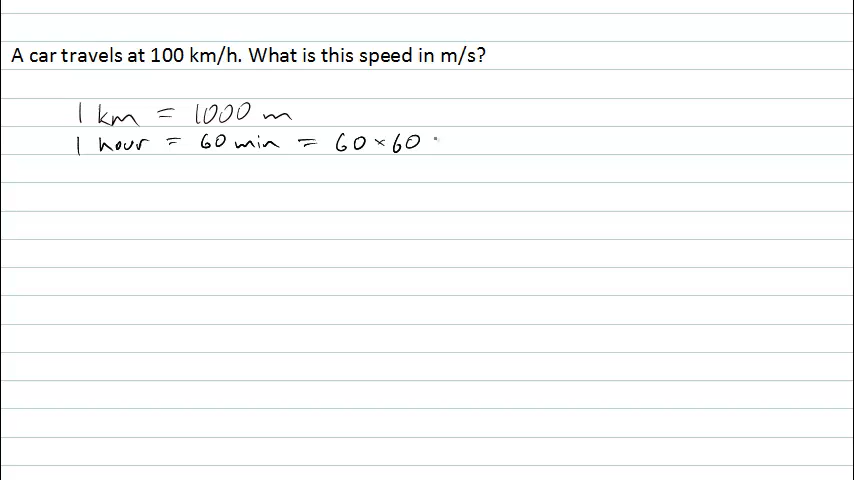 A car travels at 100 km/h. What is this speed in m/s?
1 km = 1000 m
1 hour = 60 min = 60 × 60